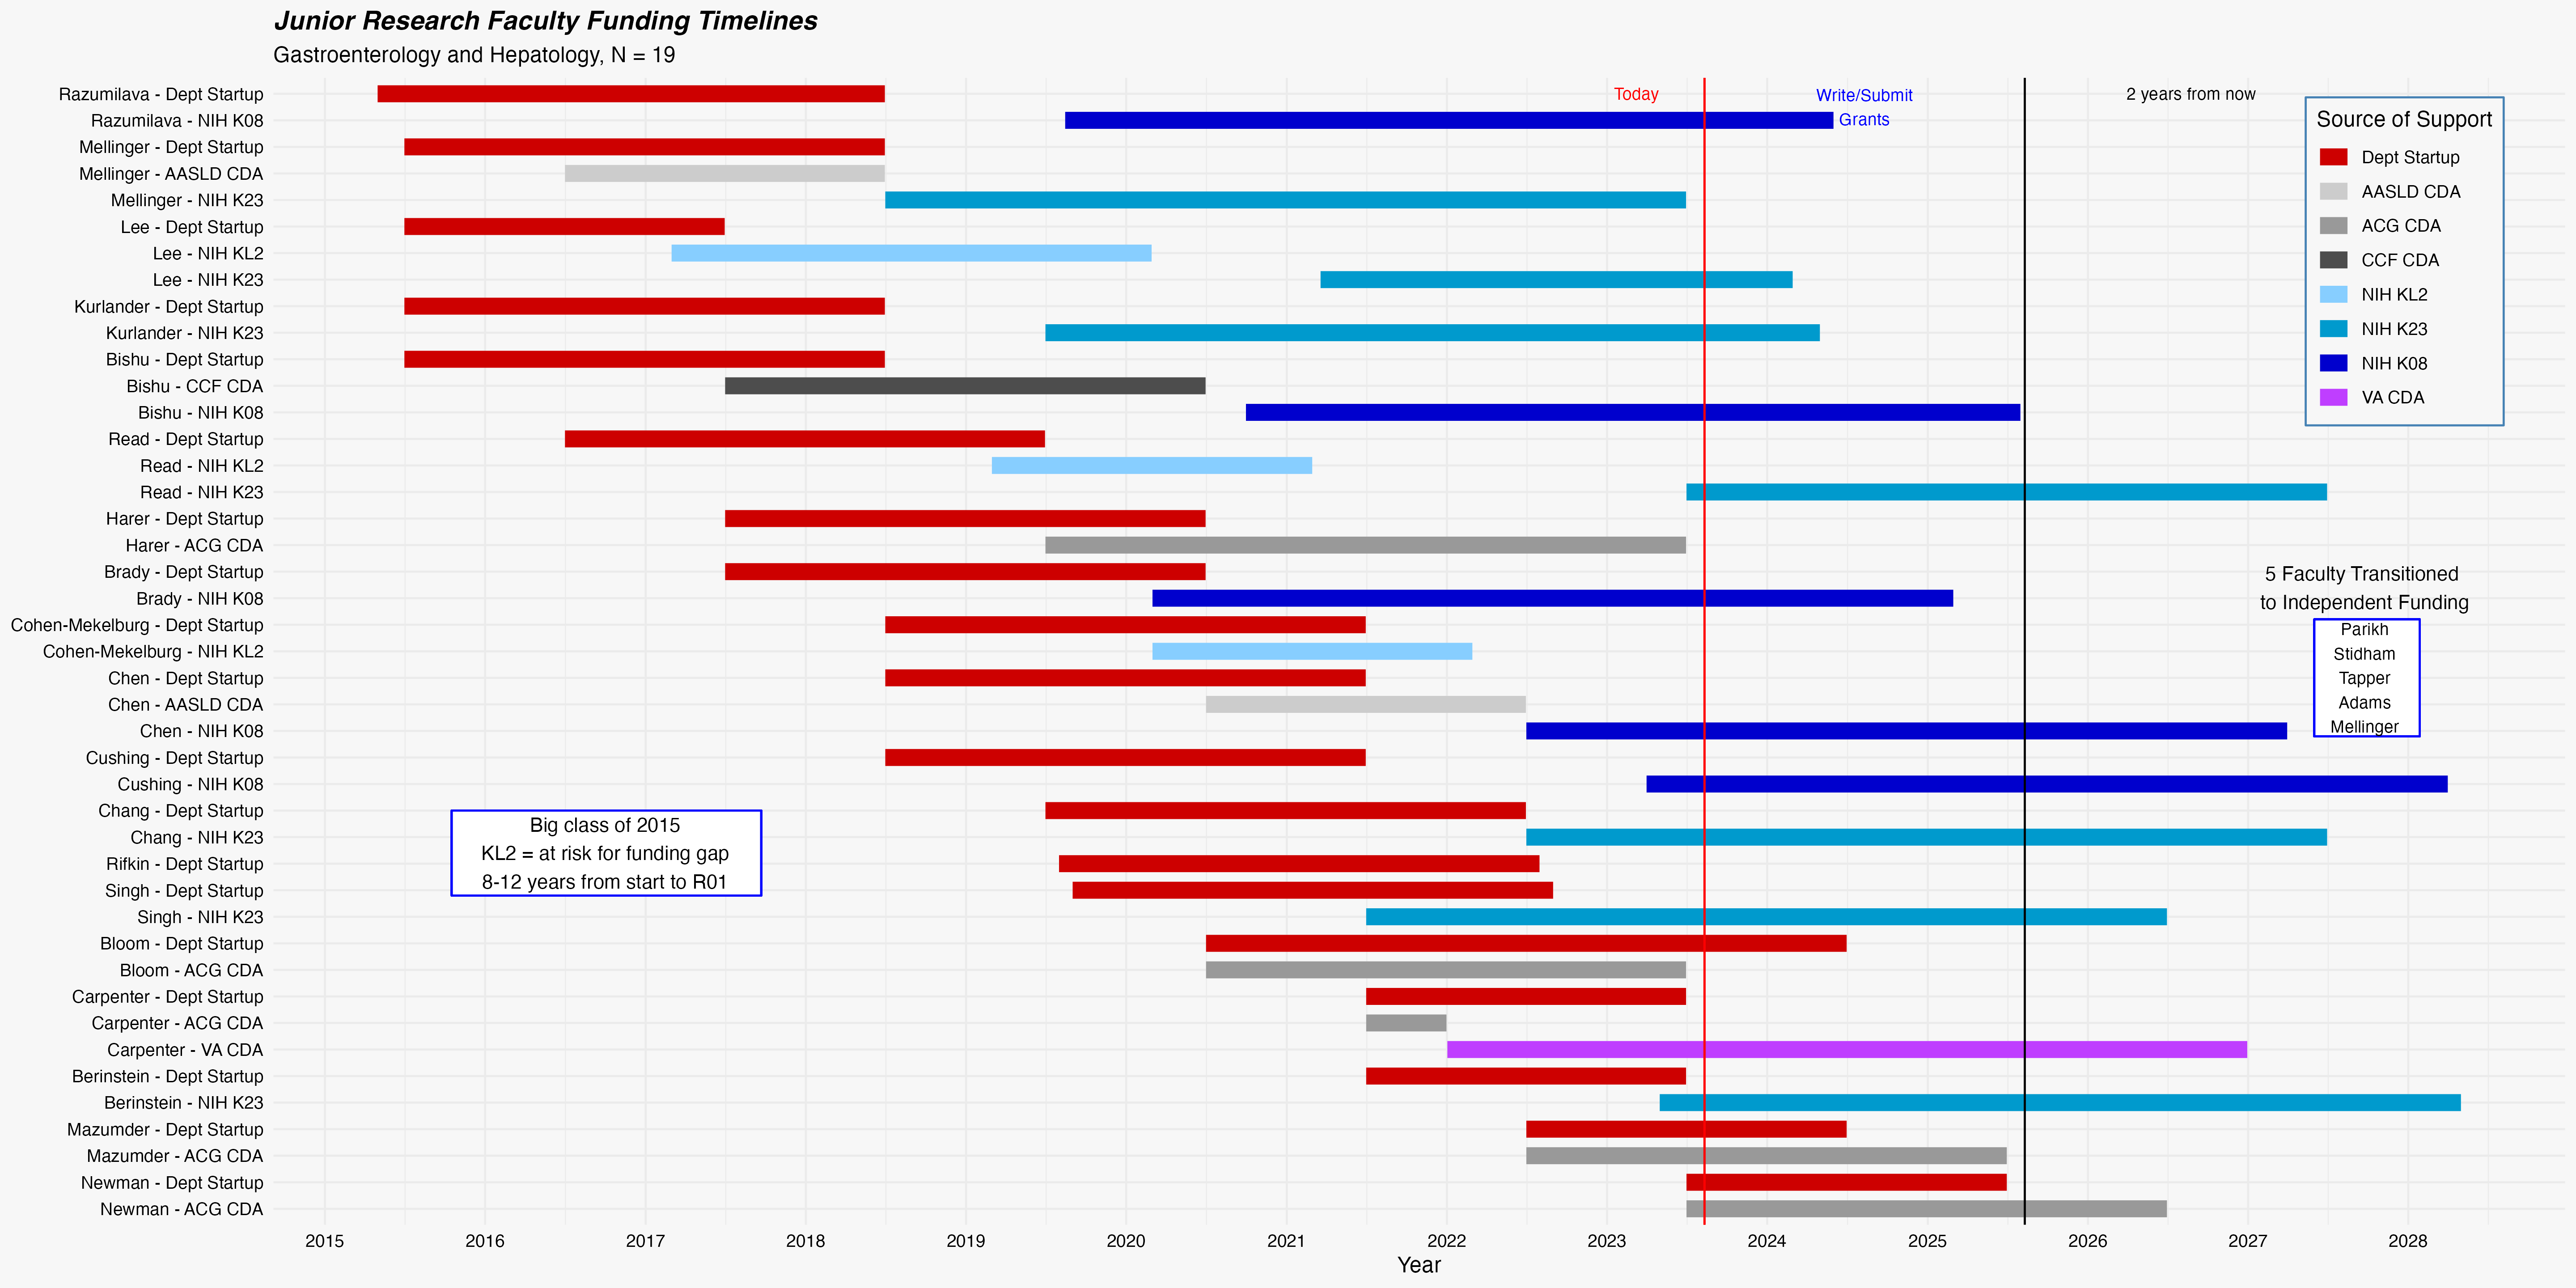 Junior Research Faculty Funding Timelines
Gastroenterology and Hepatology, N = 19
Razumilava - Dept Startup
Razumilava - NIH K08
Mellinger - Dept Startup
Mellinger - AASLD CDA
Mellinger - NIH K23
Lee - Dept Startup
Lee - NIH KL2
Lee - NIH K23
Kurlander - Dept Startup
Kurlander - NIH K23
Bishu - Dept Startup
Bishu - CCF CDA
Bishu - NIH K08
Read - Dept Startup
Read - NIH KL2
Read - NIH K23
Harer - Dept Startup
Harer - ACG CDA
Brady - Dept Startup
Brady - NIH K08
Cohen-Mekelburg - Dept Startup
Cohen-Mekelburg - NIH KL2
Chen - Dept Startup
Chen - AASLD CDA
Chen - NIH K08
Cushing - Dept Startup
Cushing - NIH K08
Chang - Dept Startup
Chang - NIH K23
Rifkin - Dept Startup
Singh - Dept Startup
Singh - NIH K23
Bloom - Dept Startup
Bloom - ACG CDA
Carpenter - Dept Startup
Carpenter - ACG CDA
Carpenter - VA CDA
Berinstein - Dept Startup
Berinstein - NIH K23
Mazumder - Dept Startup
Mazumder - ACG CDA
Newman - Dept Startup
Newman - ACG CDA
Today
Write/Submit
Grants
2 years from now
Source of Support
Dept Startup
AASLD CDA
ACG CDA
CCF CDA
NIH KL2
NIH K23
NIH K08
VA CDA
5 Faculty Transitioned
to Independent Funding
Parikh
Stidham
Tapper
Adams
Mellinger
Big class of 2015
KL2 = at risk for funding gap
8-12 years from start to R01
2015 2016 2017 2018 2019 2020 2021 2022 2023 2024 2025 2026 2027 2028
Year